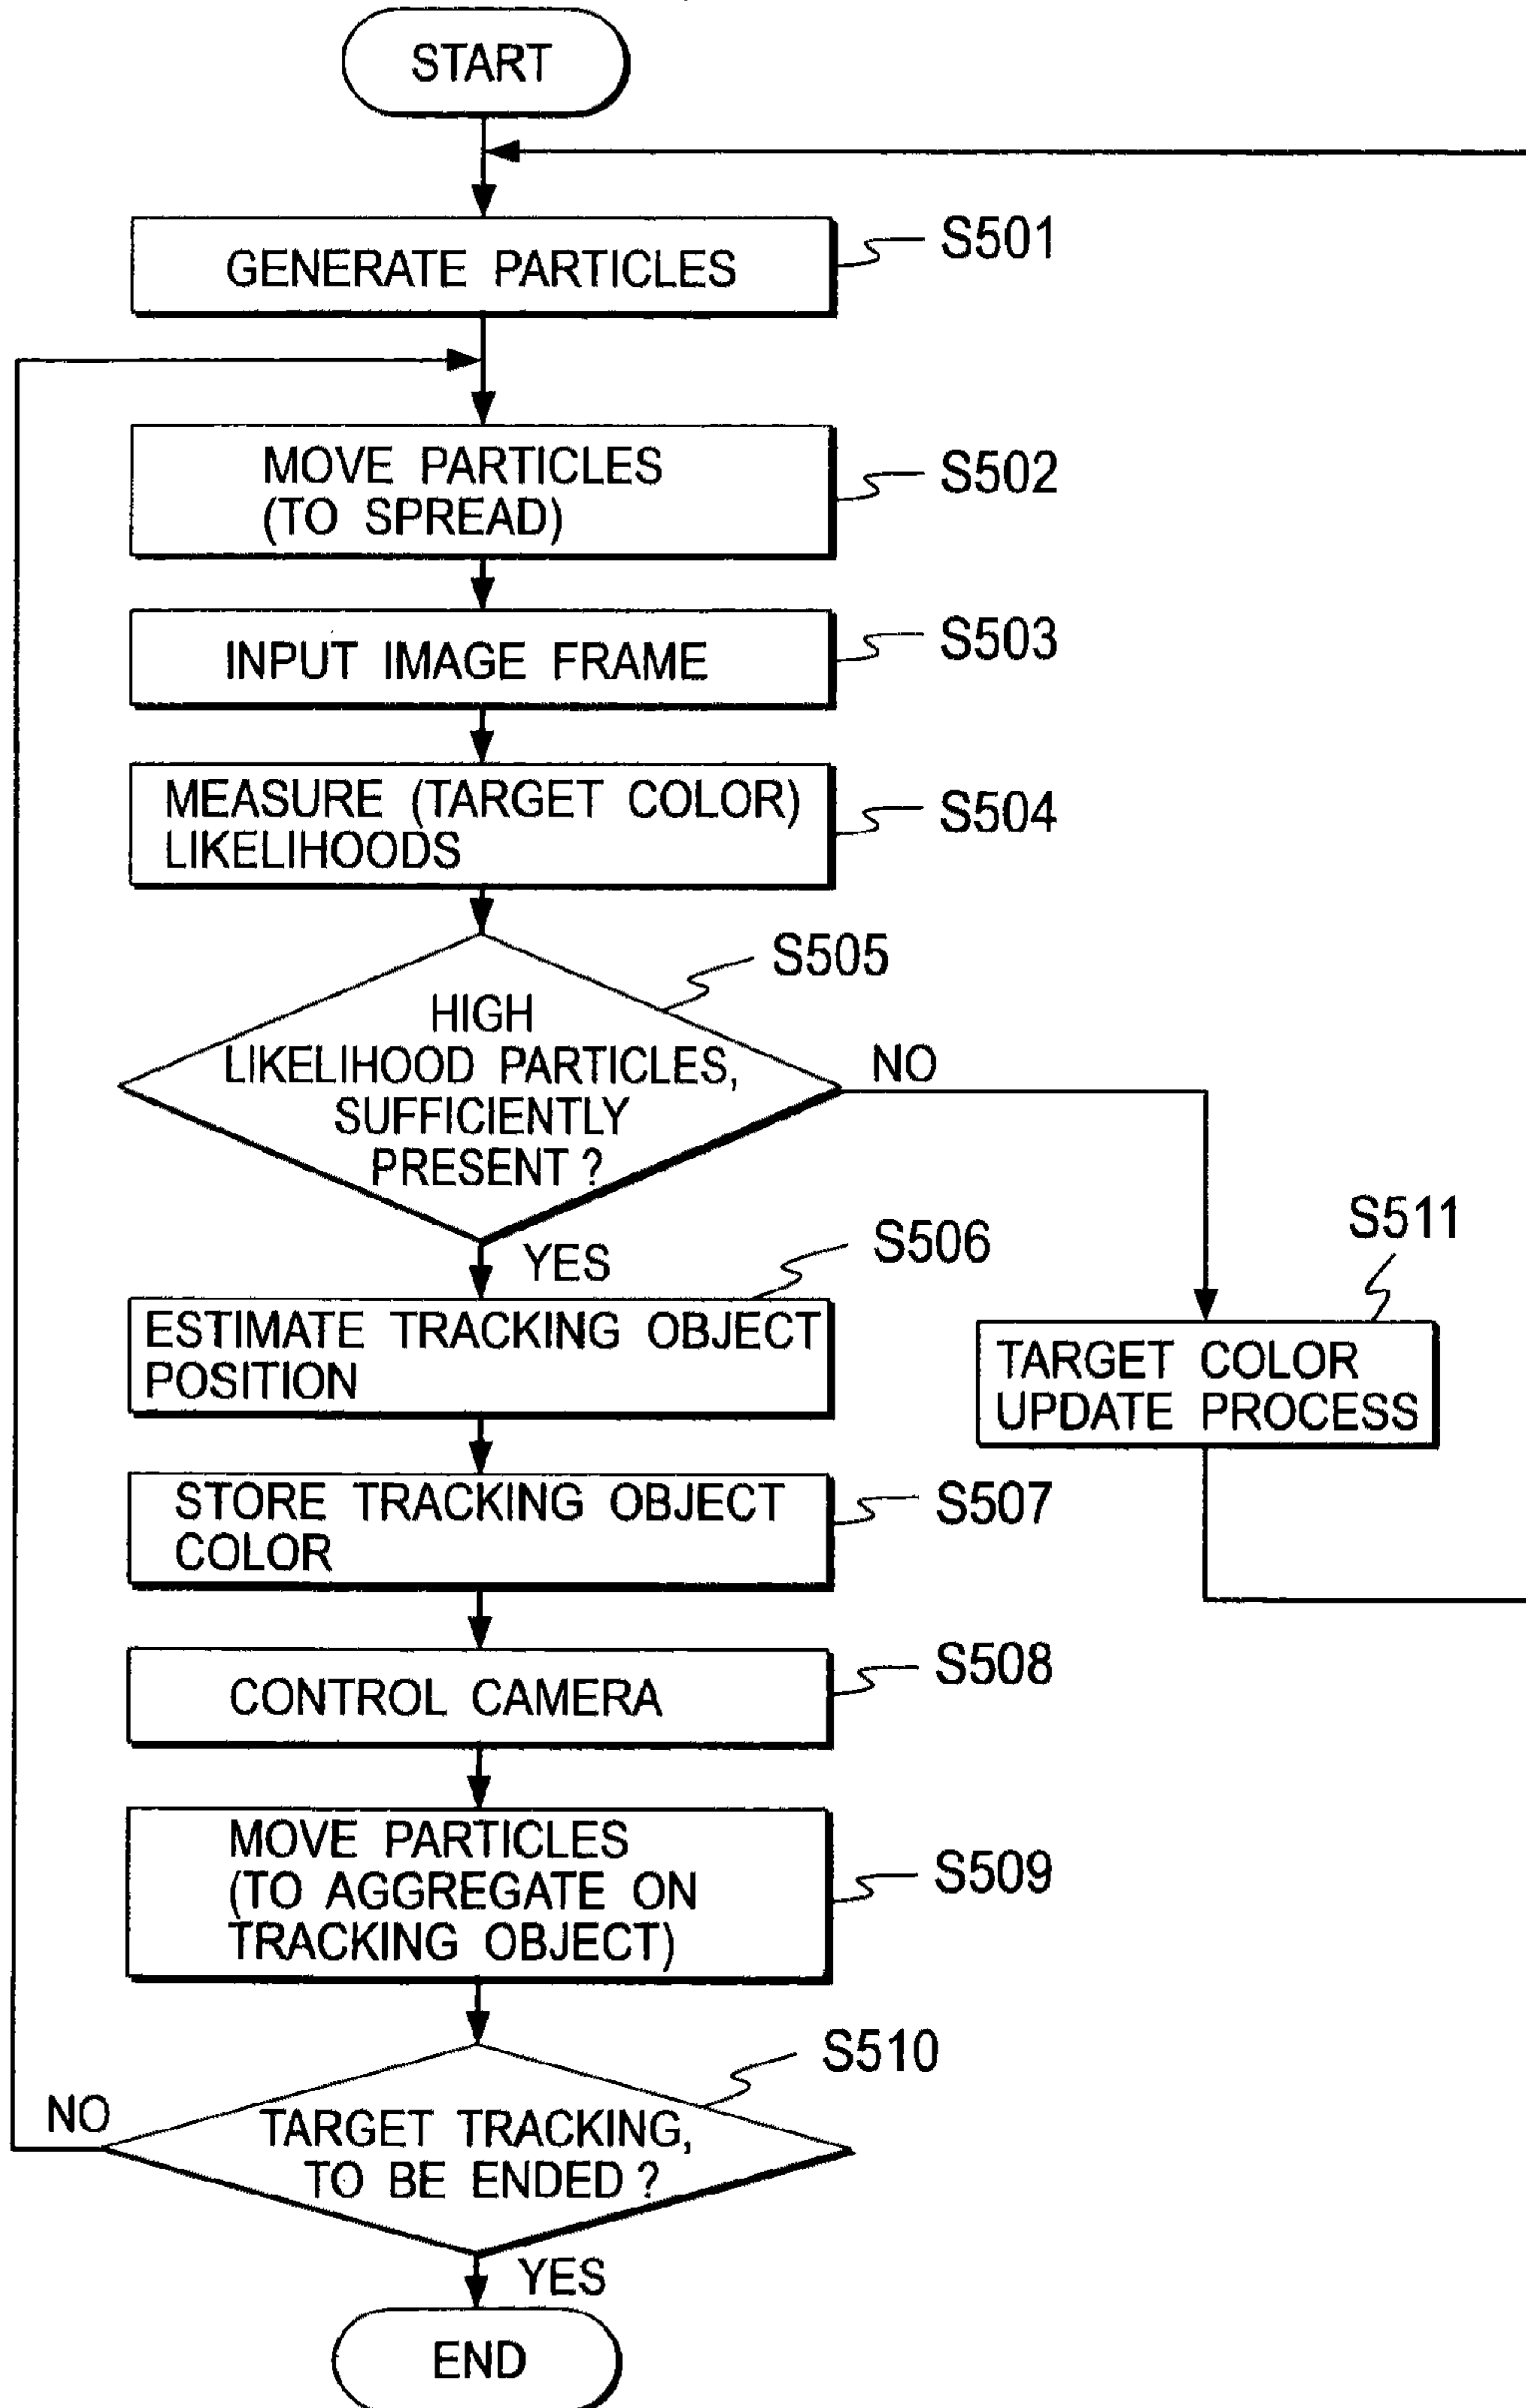 START
GENERATE PARTICLES
S501
MOVE PARTICLES
(TO SPREAD)
S502
INPUT IMAGE FRAME
S503
MEASURE (TARGET COLOR)
LIKELIHOODS
S504
S505
HIGH
LIKELIHOOD PARTICLES,
SUFFICIENTLY
PRESENT ?
NO
YES
S506
ESTIMATE TRACKING OBJECT
POSITION
S511
TARGET COLOR
UPDATE PROCESS
STORE TRACKING OBJECT
COLOR
S507
CONTROL CAMERA
S508
MOVE PARTICLES
(TO AGGREGATE ON
TRACKING OBJECT)
S509
S510
NO
TARGET TRACKING,
TO BE ENDED ?
YES
END